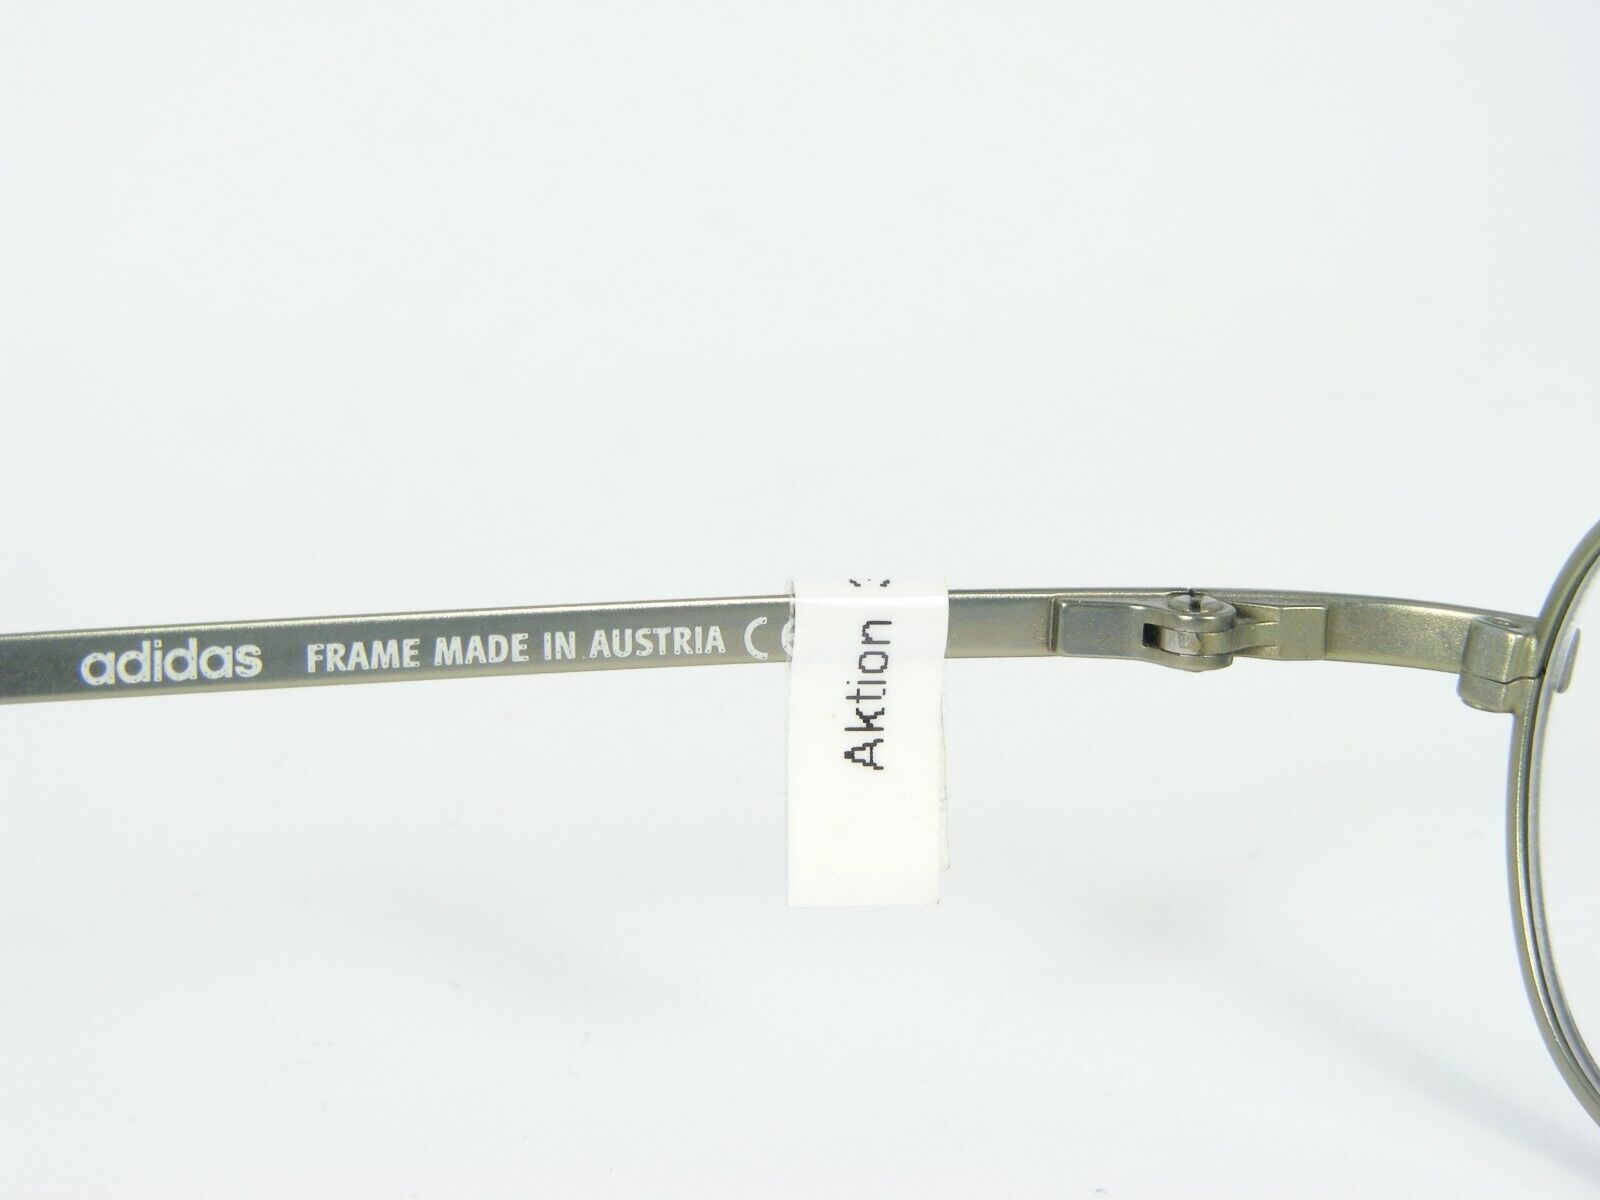 adidas FRAME MADE IN AUSTRIA C
Aktion